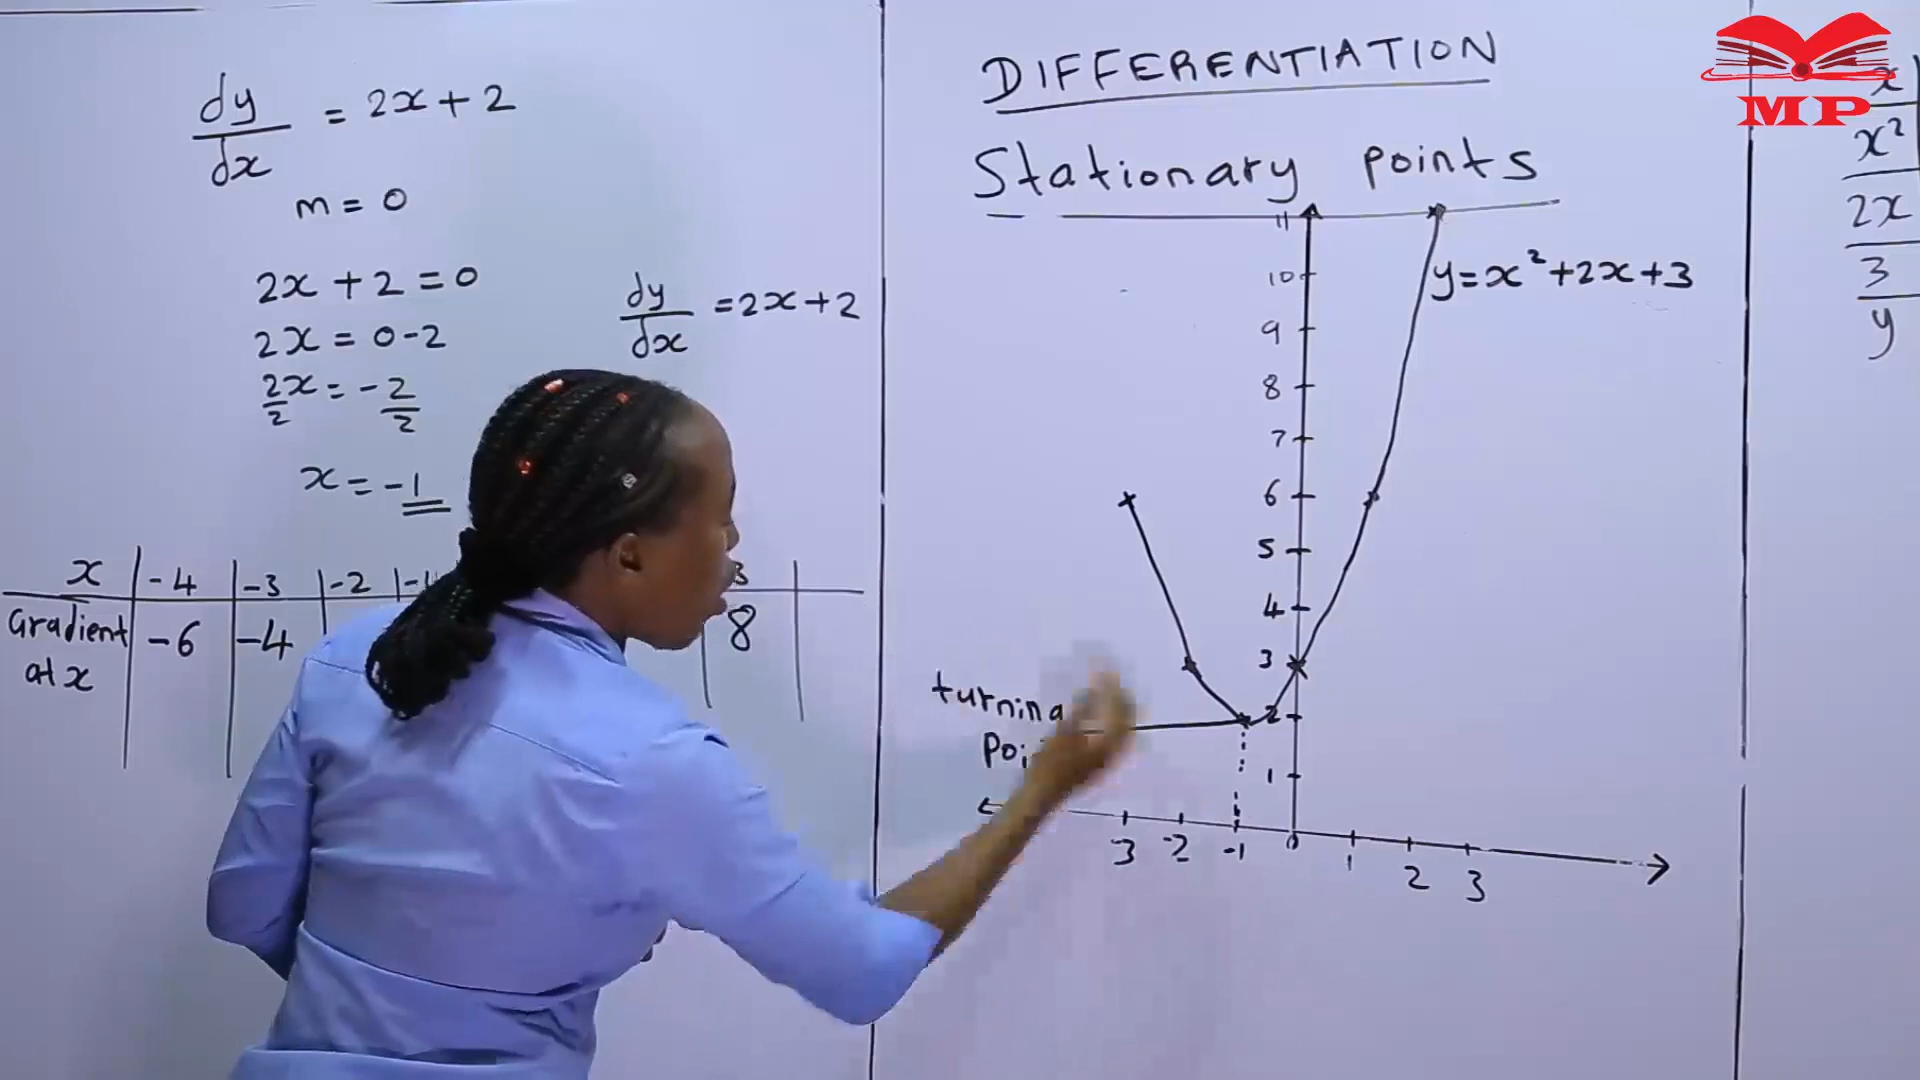 dy/dx = 2x + 2
m = 0
2x + 2 = 0
2x = 0 - 2
2x/2 = -2/2
x = -1
dy/dx = 2x + 2
x | -4 | -3 | -2 | -1
Gradient at x | -6 | -4 | 8
DIFFERENTIATION
Stationary points
y = x² + 2x + 3
11
10
9
8
7
6
5
4
3
2
1
turning
3 -2 -1 0 1 2 3
MP
x
x²
2x
3
y